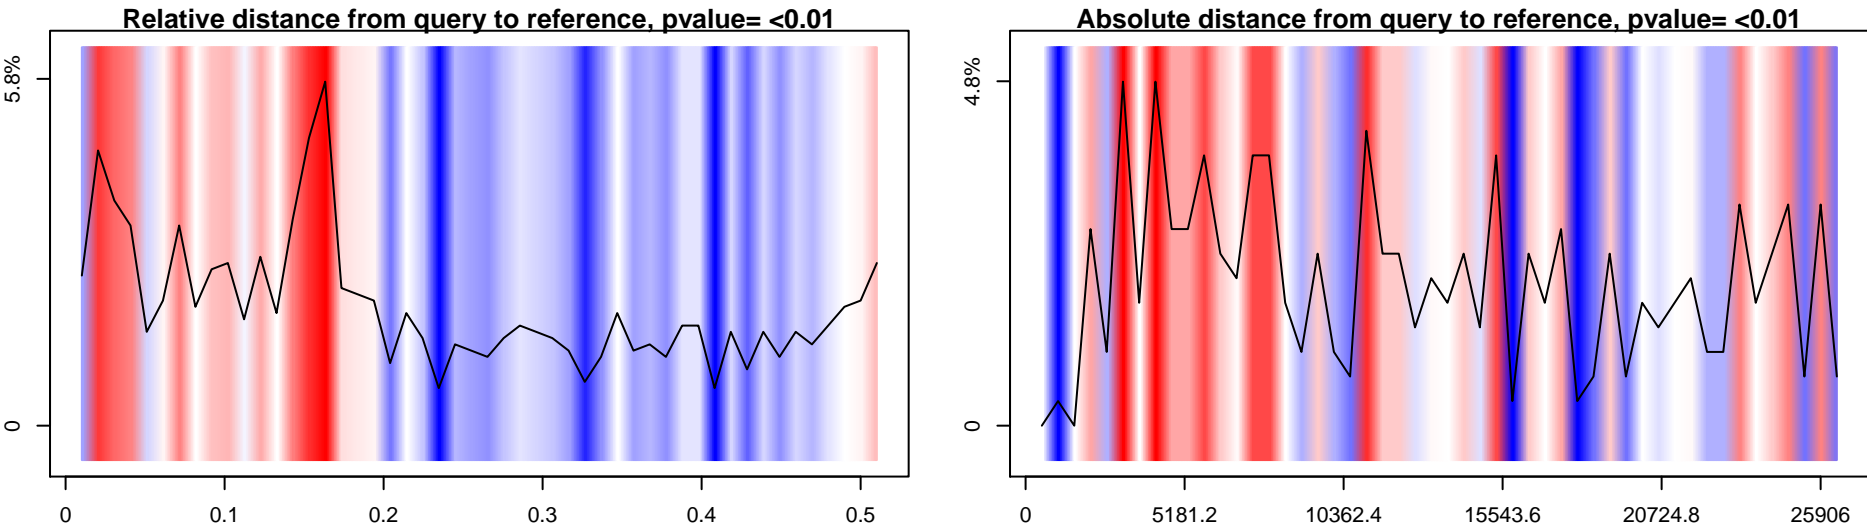 Relative distance from query to reference, pvalue= <0.01
5.8%
0
0 0.1 0.2 0.3 0.4 0.5
Absolute distance from query to reference, pvalue= <0.01
4.8%
0
0 5181.2 10362.4 15543.6 20724.8 25906